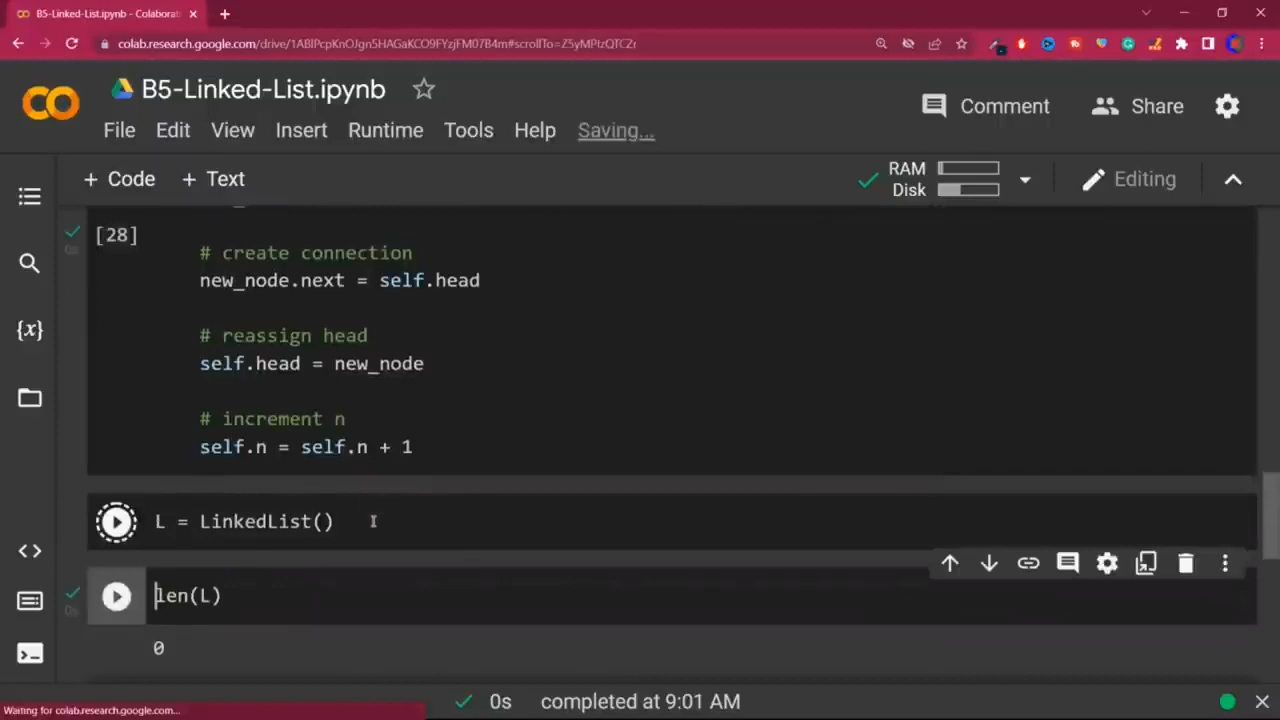 B5-Linked-List.ipynb - Colaborat
colab.research.google.com/drive/1ABlPcpKnOJgn5HAGaKCO9FYzjFM07B4m#scrollTo=Z5yMPIzQTCZr
B5-Linked-List.ipynb
File Edit View Insert Runtime Tools Help Saving...
Comment Share
+ Code + Text
RAM
Disk
Editing
[28]
# create connection
new_node.next = self.head
# reassign head
self.head = new_node
# increment n
self.n = self.n + 1
{x}
L = LinkedList()
len(L)
0s
0
0s completed at 9:01 AM
Waiting for colab.research.google.com...